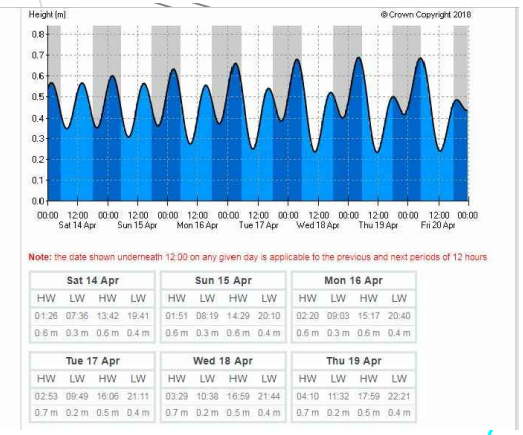 Height (m)
© Crown Copyright 2018
0.8
0.7
0.6
0.5
0.4
0.3
0.2
0.1
0.0
00:00 12:00 00:00 12:00 00:00 12:00 00:00 12:00 00:00 12:00 00:00 12:00 00:00 12:00 00:00
Sat 14 Apr Sun 15 Apr Mon 16 Apr Tue 17 Apr Wed 18 Apr Thu 19 Apr Fri 20 Apr
Note: the date shown underneath 12:00 on any given day is applicable to the previous and next periods of 12 hours
Sat 14 Apr Sun 15 Apr Mon 16 Apr
HW LW HW LW HW LW HW LW HW LW HW LW
01:26 07:36 13:42 19:41 01:51 08:19 14:29 20:10 02:20 09:03 15:17 20:40
0.6 m 0.3 m 0.6 m 0.4 m 0.6 m 0.3 m 0.6 m 0.4 m 0.6 m 0.3 m 0.6 m 0.4 m
Tue 17 Apr Wed 18 Apr Thu 19 Apr
HW LW HW LW HW LW HW LW HW LW HW LW
02:53 09:49 16:06 21:11 03:29 10:38 16:59 21:44 04:10 11:32 17:59 22:21
0.7 m 0.2 m 0.5 m 0.4 m 0.7 m 0.2 m 0.5 m 0.4 m 0.7 m 0.2 m 0.5 m 0.4 m